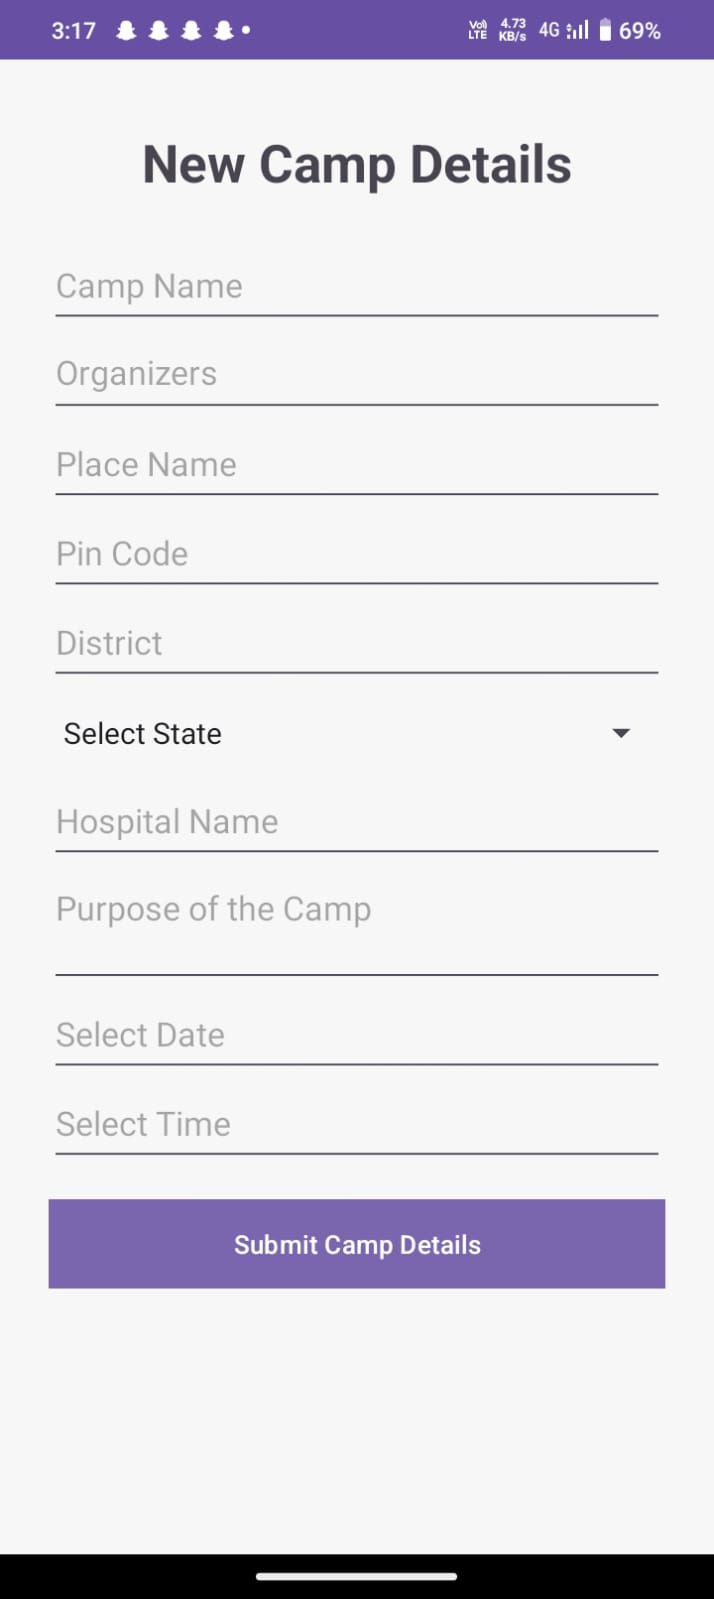 3:17 Vo) LTE 4.73 KB/s 4G 69%
New Camp Details
Camp Name
Organizers
Place Name
Pin Code
District
Select State
Hospital Name
Purpose of the Camp
Select Date
Select Time
Submit Camp Details